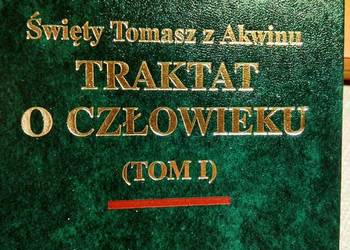 Święty Tomasz z Akwinu
TRAKTAT
O CZŁOWIEKU
(TOM I)